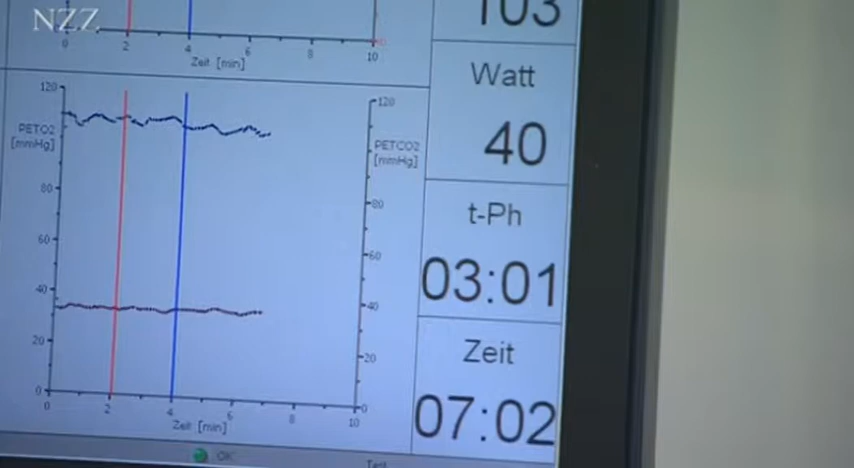 NZZ
103
0 2 4 6 8 10
Zeit [min]
Watt
40
120 120
PETO2
[mmHg]
PETCO2
[mmHg]
80 80
60 60
40 40
20 20
0 0
0 2 4 6 8 10
Zeit [min]
t-Ph
03:01
Zeit
07:02
OK
Test